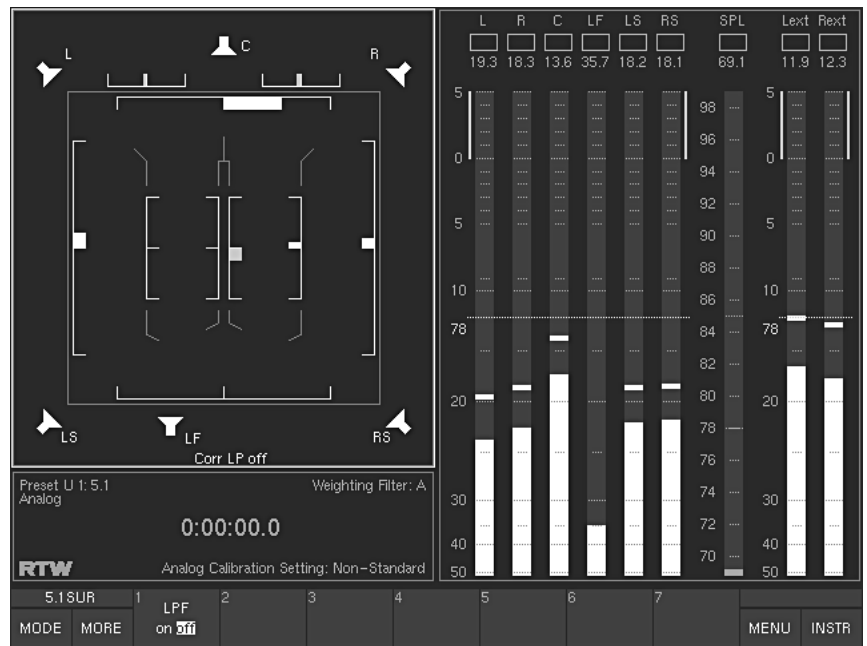 L R C LF LS RS SPL Lext Rext
19.3 18.3 13.6 35.7 18.2 18.1 69.1 11.9 12.3
L C R
LS LF RS
Corr LP off
5 98 5
96
0 94 0
92
5 90 5
88
10 86 10
78 84 78
82
20 80 20
78
76
30 74 30
72
40 70 40
50 50
Preset U 1: 5.1 Weighting Filter: A
Analog
0:00:00.0
RTW Analog Calibration Setting: Non-Standard
5.1SUR 1 LPF 2 3 4 5 6 7
MODE MORE on off MENU INSTR